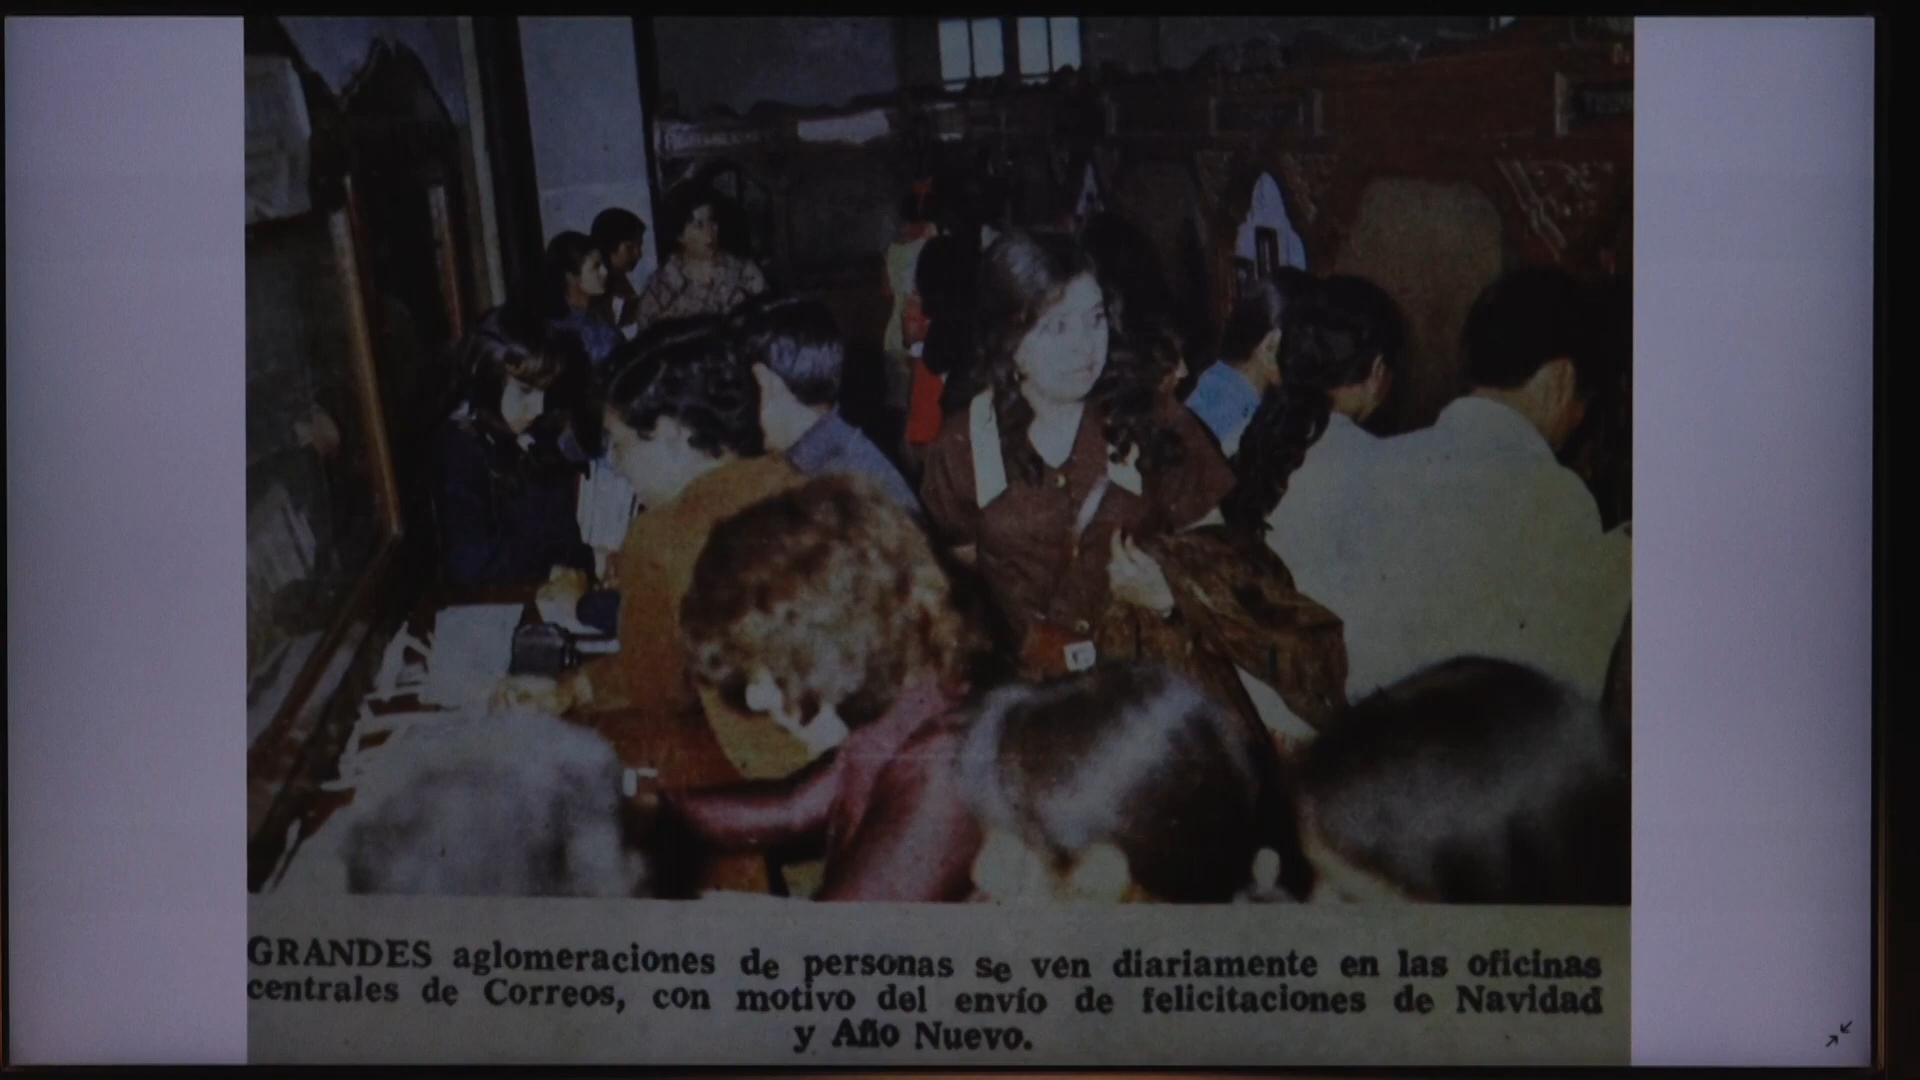 GRANDES aglomeraciones de personas se ven diariamente en las oficinas
centrales de Correos, con motivo del envío de felicitaciones de Navidad
y Año Nuevo.